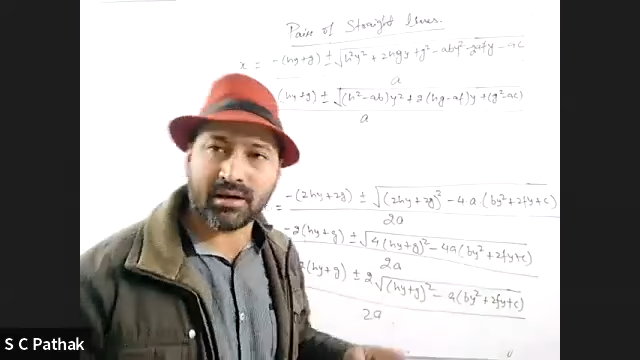 Pair of Straight lines.
x = -(hy+g) ± √h²y² + 2hgy + g² - aby² - 2afy - ac
a
(hy+g) ± √(h²-ab)y² + 2(hg-af)y + (g²-ac)
a
= -(2hy+2g) ± √(2hy+2g)² - 4.a (by²+2fy+c)
2a
-2(hy+g) ± √4(hy+g)² - 4a(by²+2fy+c)
2a
(hy+g) ± 2√(hy+g)² - a(by²+2fy+c)
2a
S C Pathak